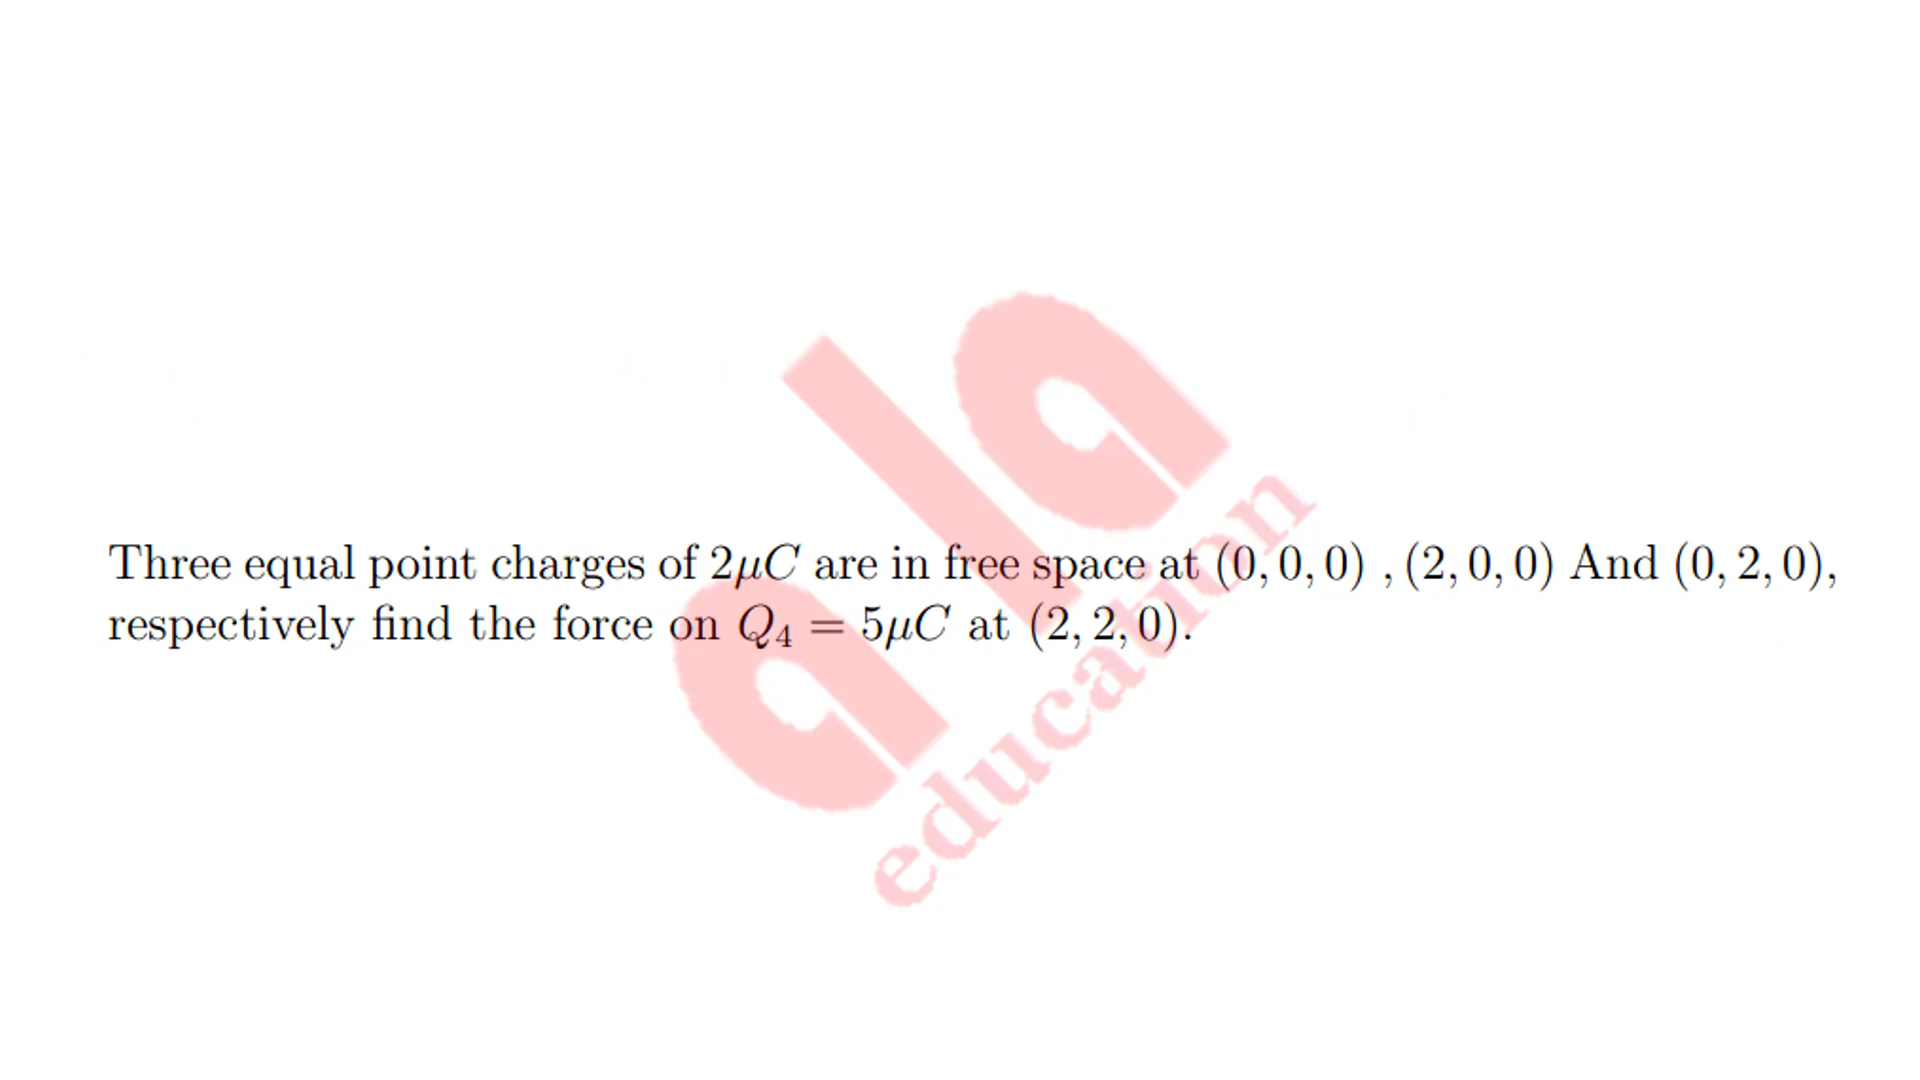 Three equal point charges of 2μC are in free space at (0, 0, 0) , (2, 0, 0) And (0, 2, 0),
respectively find the force on Q₄ = 5μC at (2, 2, 0).
education